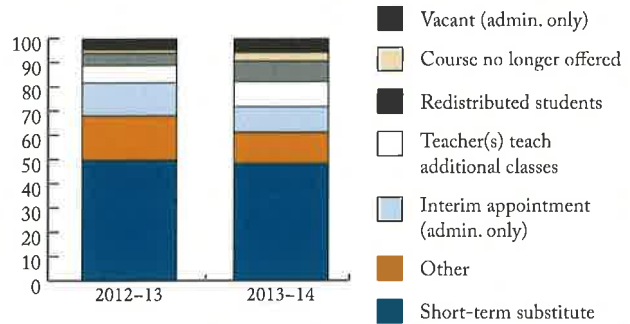 100
90
80
70
60
50
40
30
20
10
0
2012–13
2013–14
Vacant (admin. only)
Course no longer offered
Redistributed students
Teacher(s) teach
additional classes
Interim appointment
(admin. only)
Other
Short-term substitute